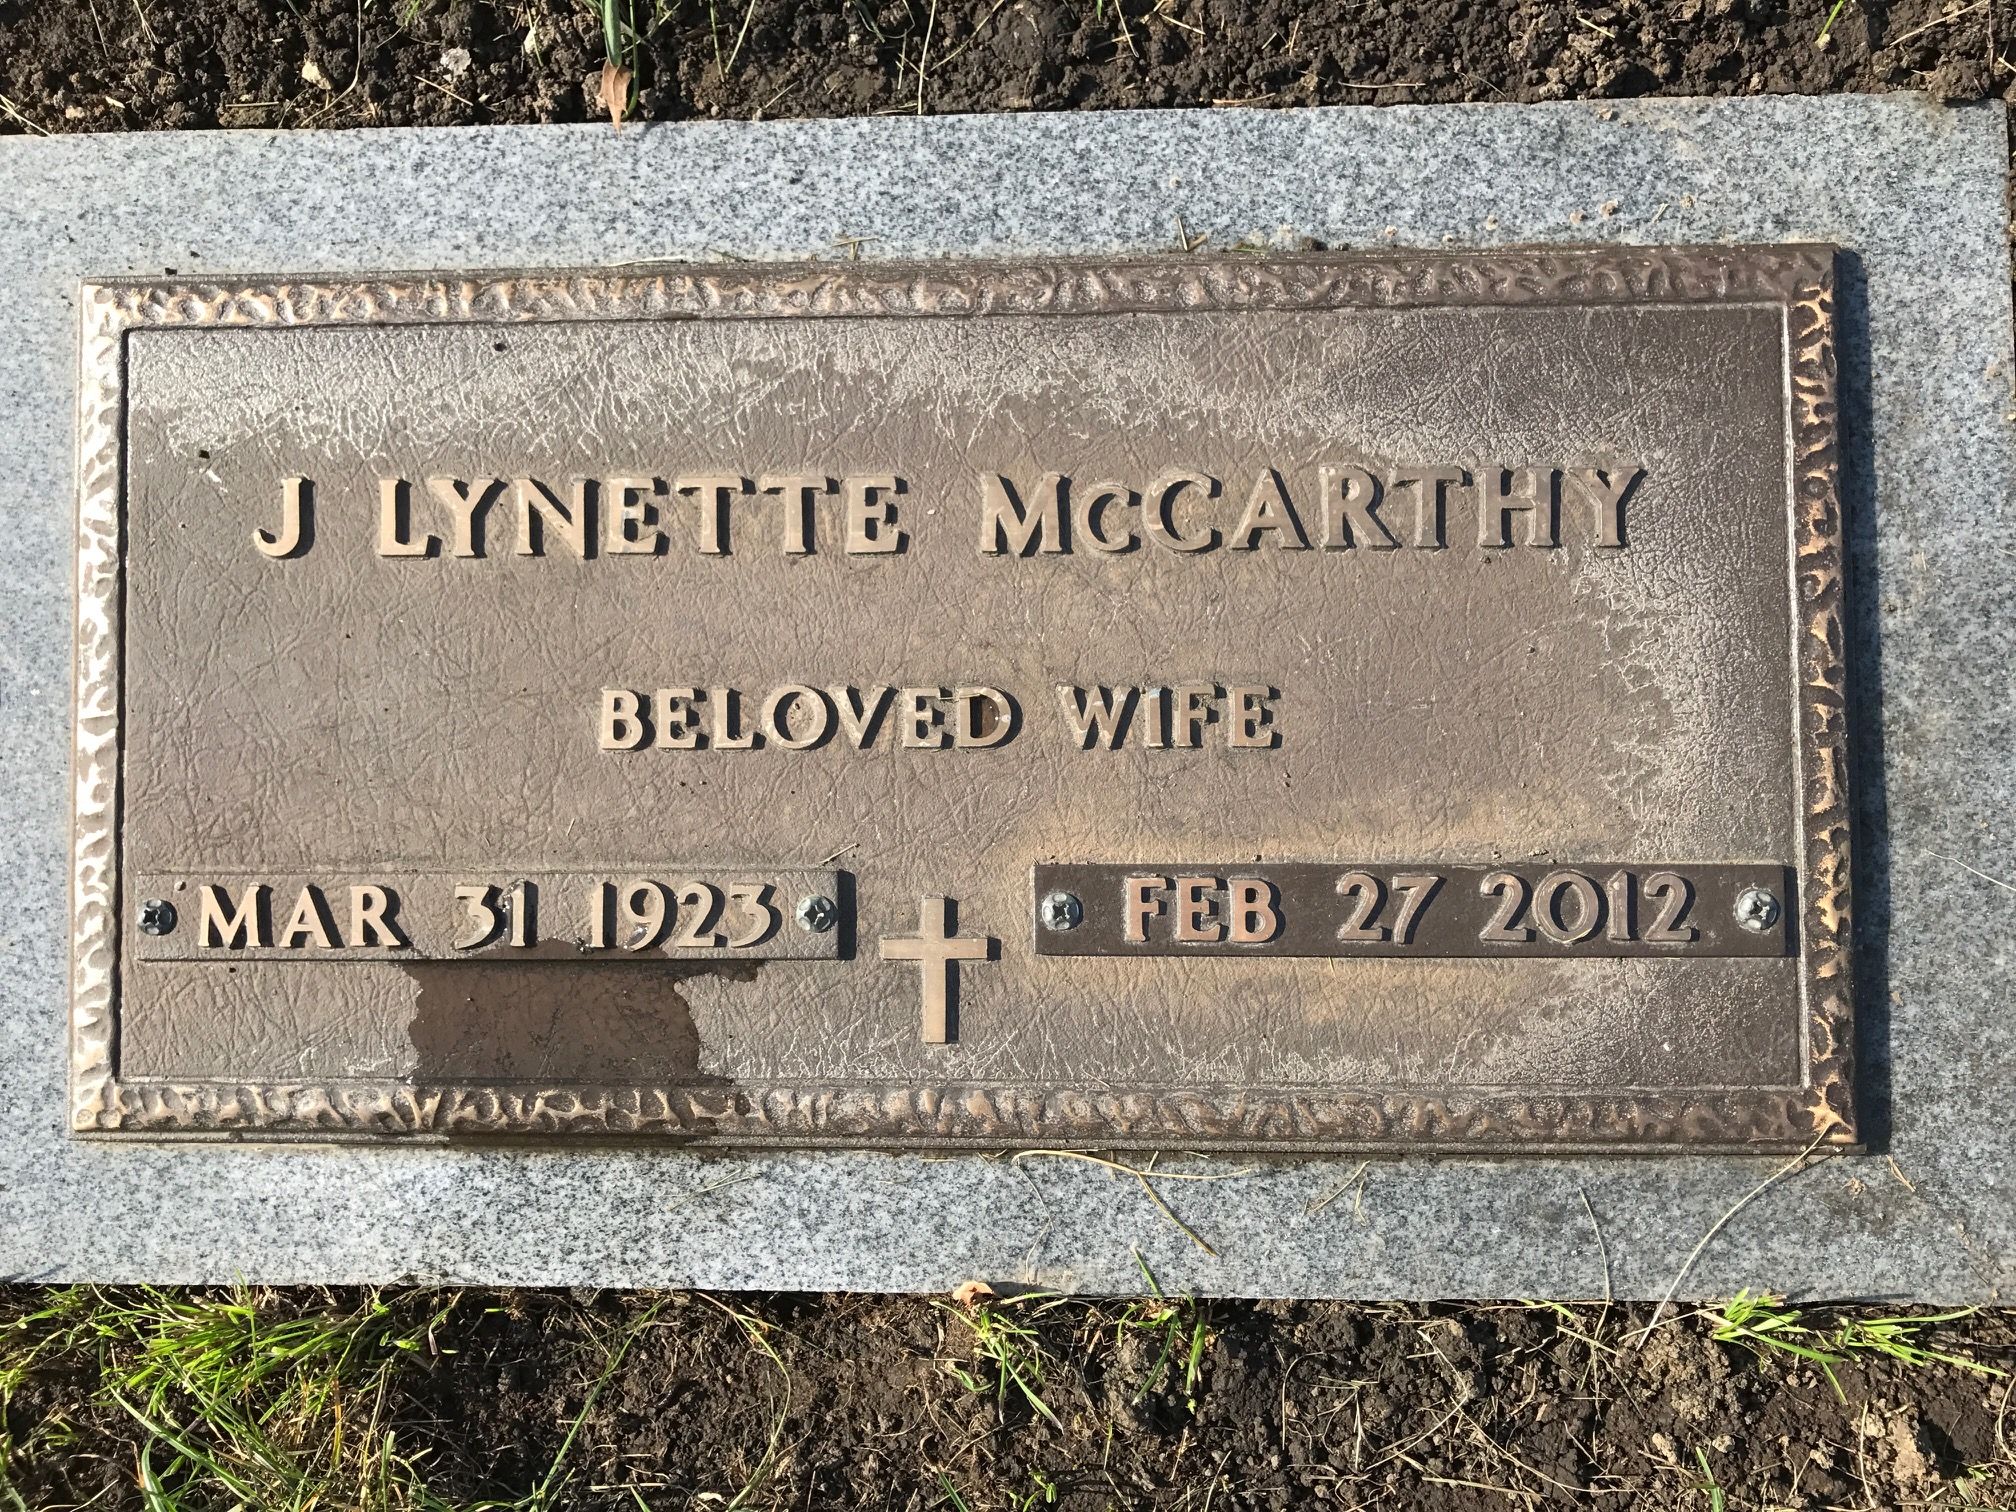 J LYNETTE McCARTHY
BELOVED WIFE
MAR 31 1923
FEB 27 2012